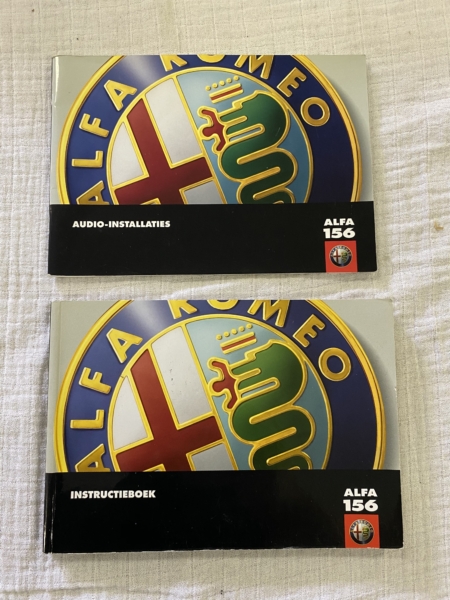 ALFA ROMEO
AUDIO-INSTALLATIES
ALFA
156
ALFA ROMEO
INSTRUCTIEBOEK
ALFA
156